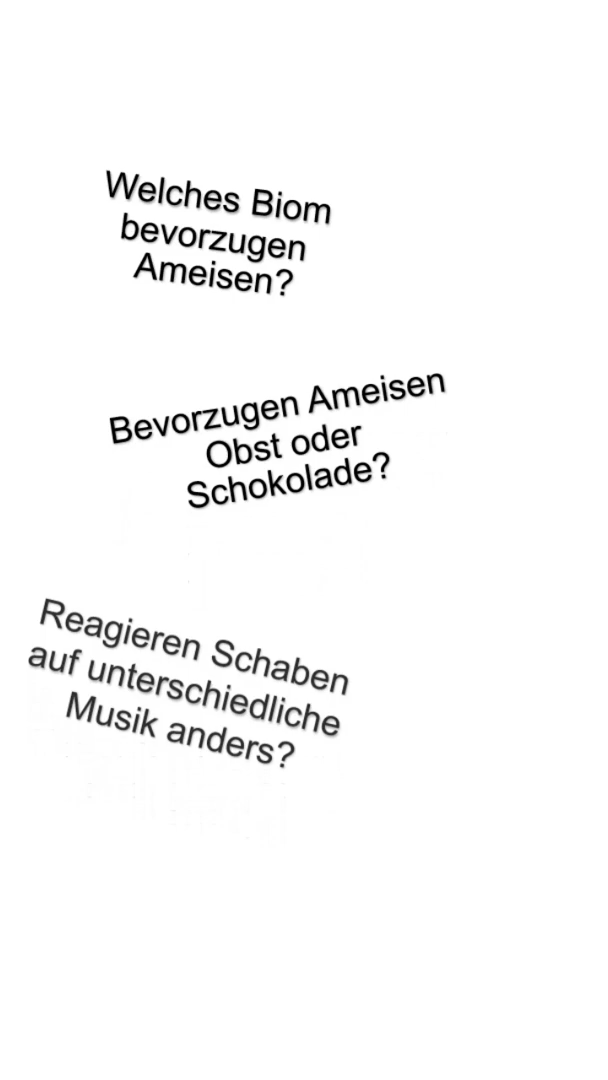 Welches Biom
bevorzugen
Ameisen?
Bevorzugen Ameisen
Obst oder
Schokolade?
Reagieren Schaben
auf unterschiedliche
Musik anders?